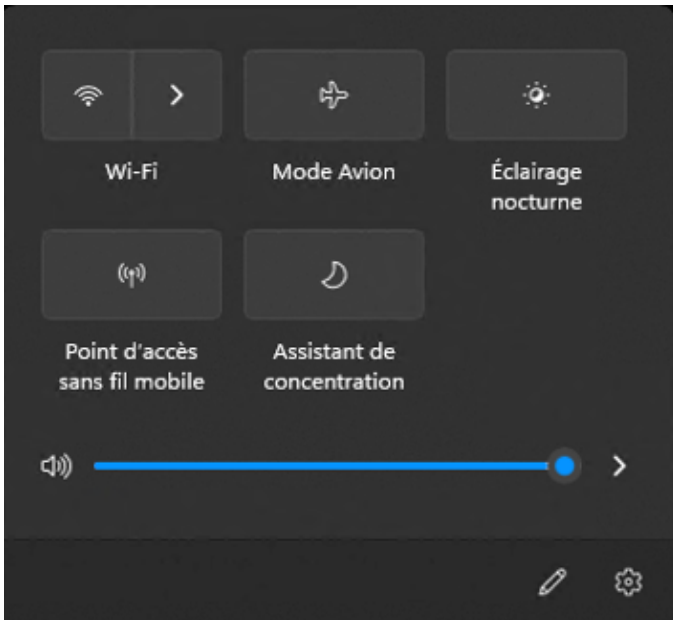 Wi-Fi
Mode Avion
Éclairage
nocturne
Point d'accès
sans fil mobile
Assistant de
concentration